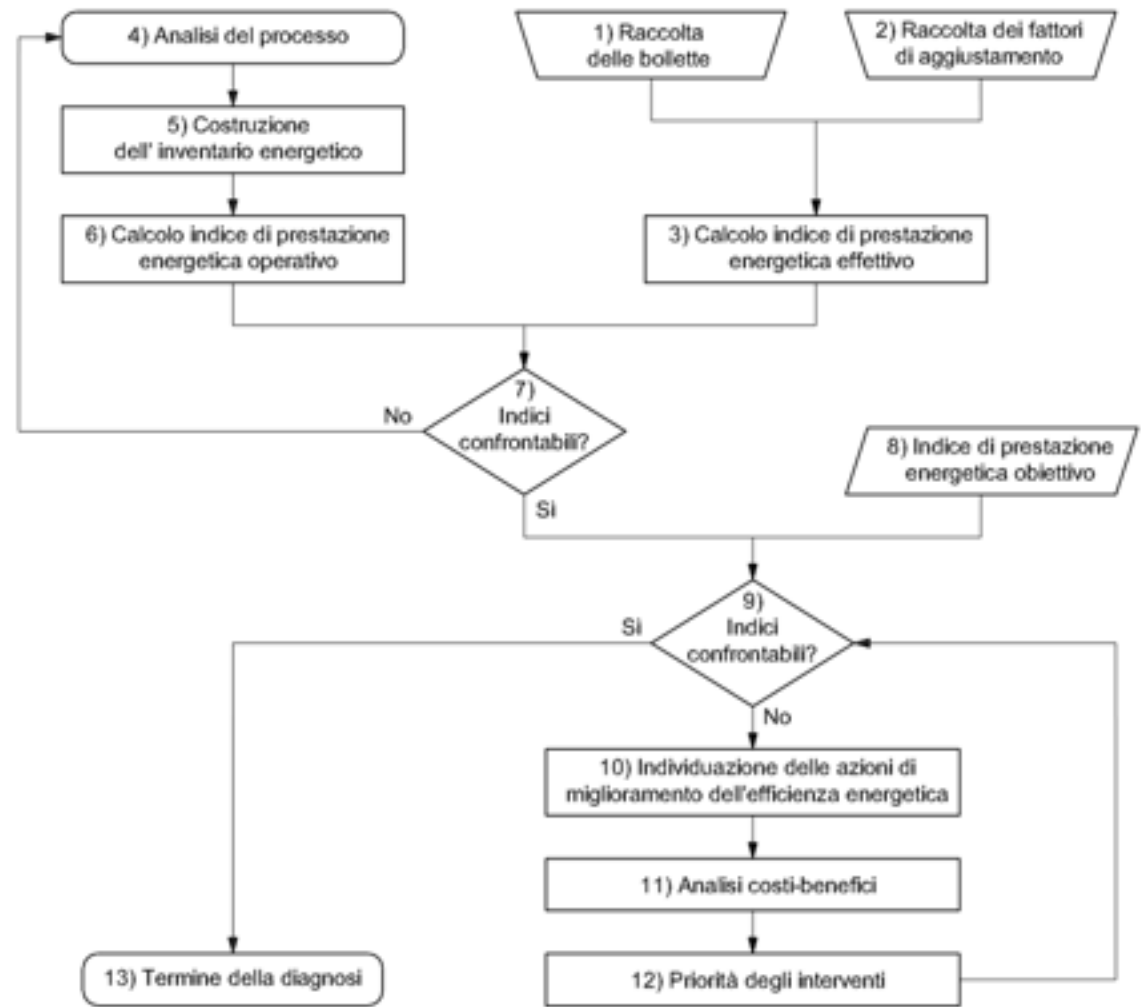 4) Analisi del processo
1) Raccolta
delle bollette
2) Raccolta dei fattori
di aggiustamento
5) Costruzione
dell' inventario energetico
6) Calcolo indice di prestazione
energetica operativo
3) Calcolo indice di prestazione
energetica effettivo
7)
Indici
confrontabili?
No
Si
8) Indice di prestazione
energetica obiettivo
9)
Indici
confrontabili?
Si
No
10) Individuazione delle azioni di
miglioramento dell'efficienza energetica
11) Analisi costi-benefici
12) Priorità degli interventi
13) Termine della diagnosi